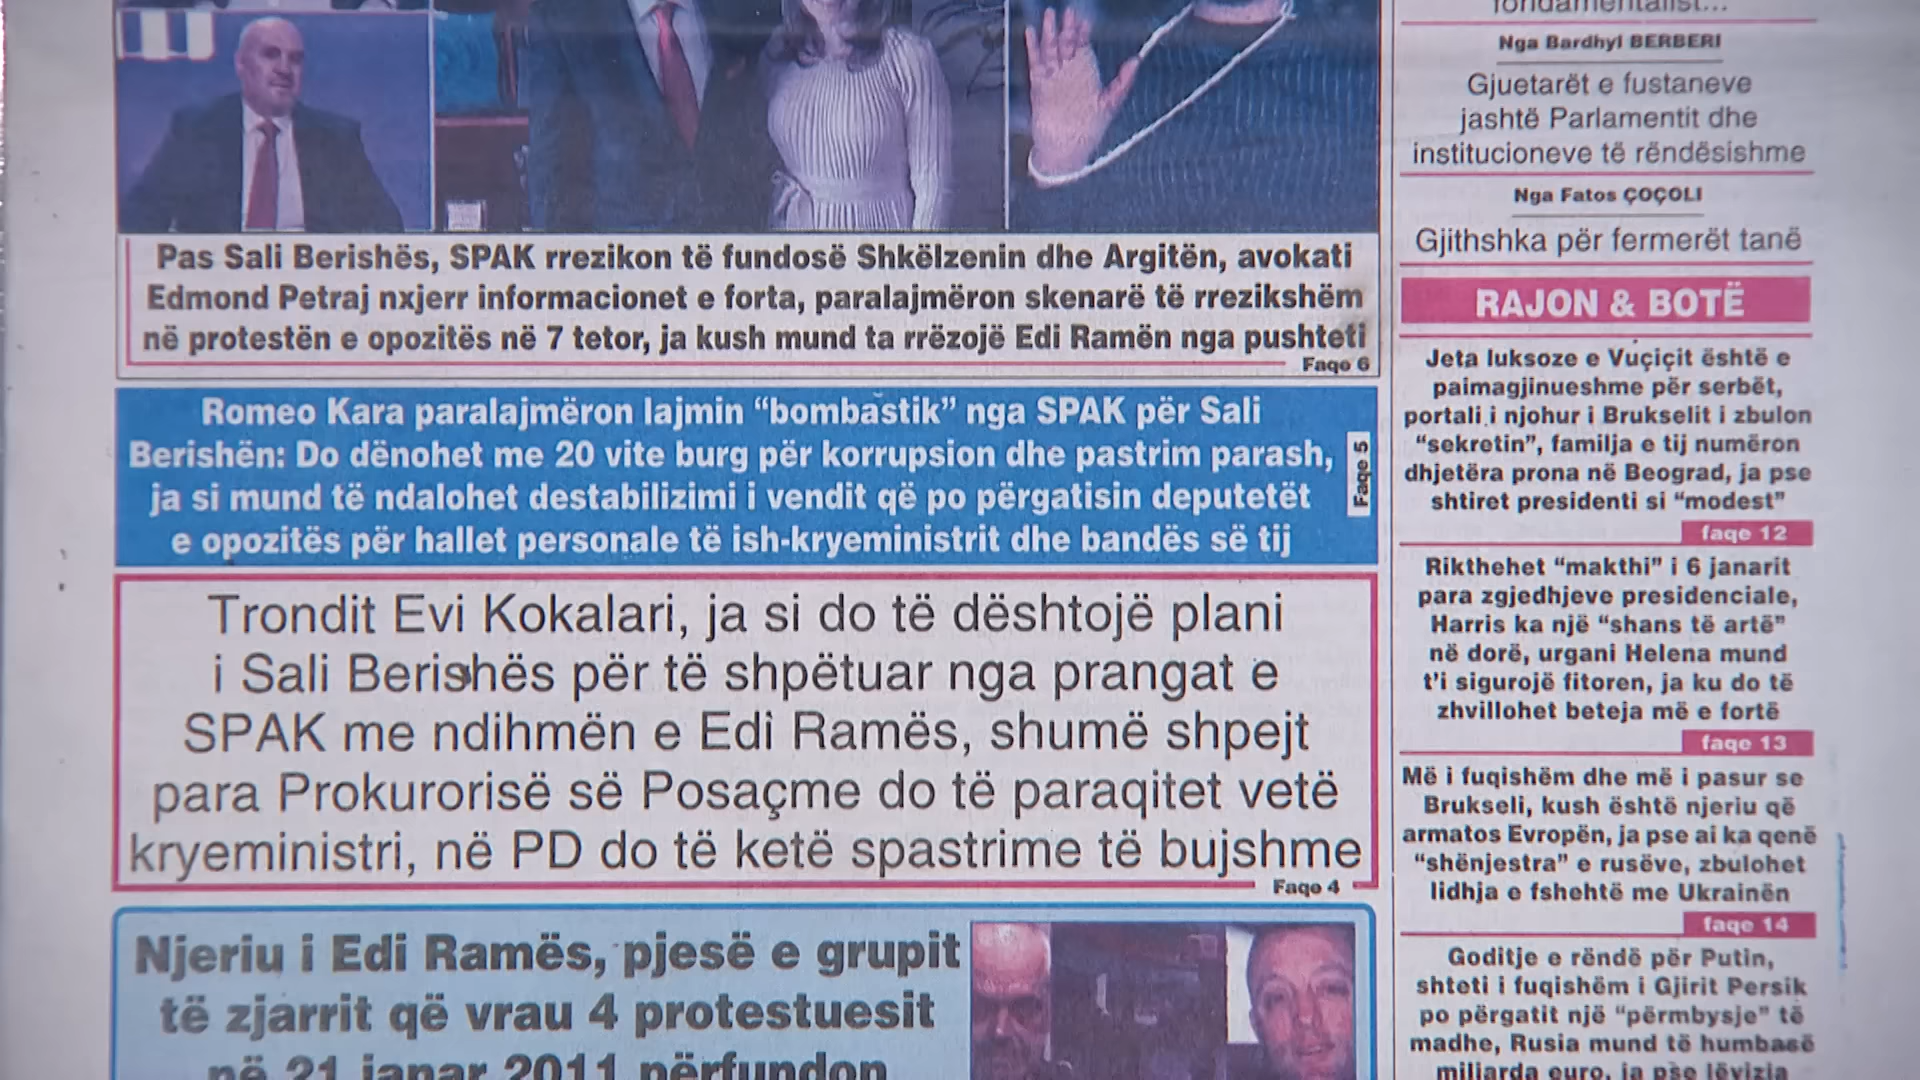 Pas Sali Berishës, SPAK rrezikon të fundosë Shkëlzenin dhe Argitën, avokati
Edmond Petraj nxjerr informacionet e forta, paralajmëron skenarë të rrezikshëm
në protestën e opozitës në 7 tetor, ja kush mund ta rrëzojë Edi Ramën nga pushteti
Faqe 6
Romeo Kara paralajmëron lajmin “bombastik” nga SPAK për Sali
Berishën: Do dënohet me 20 vite burg për korrupsion dhe pastrim parash,
ja si mund të ndalohet destabilizimi i vendit që po përgatisin deputetët
e opozitës për hallet personale të ish-kryeministrit dhe bandës së tij
Faqe 5
Trondit Evi Kokalari, ja si do të dështojë plani
i Sali Berishës për të shpëtuar nga prangat e
SPAK me ndihmën e Edi Ramës, shumë shpejt
para Prokurorisë së Posaçme do të paraqitet vetë
kryeministri, në PD do të ketë spastrime të bujshme
Faqe 4
Njeriu i Edi Ramës, pjesë e grupit
të zjarrit që vrau 4 protestuesit
në 21 janar 2011 përfundon
fondamentalist...
Nga Bardhyl BERBERI
Gjuetarët e fustaneve
jashtë Parlamentit dhe
institucioneve të rëndësishme
Nga Fatos ÇOÇOLI
Gjithshka për fermerët tanë
RAJON & BOTË
Jeta luksoze e Vuçiçit është e
paimagjinueshme për serbët,
portali i njohur i Brukselit i zbulon
“sekretin”, familja e tij numëron
dhjetëra prona në Beograd, ja pse
shtiret presidenti si “modest”
faqe 12
Rikthehet “makthi” i 6 janarit
para zgjedhjeve presidenciale,
Harris ka një “shans të artë”
në dorë, urgani Helena mund
t’i sigurojë fitoren, ja ku do të
zhvillohet beteja më e fortë
faqe 13
Më i fuqishëm dhe më i pasur se
Brukseli, kush është njeriu që
armatos Evropën, ja pse ai ka qenë
“shënjestra” e rusëve, zbulohet
lidhja e fshehtë me Ukrainën
faqe 14
Goditje e rëndë për Putin,
shteti i fuqishëm i Gjirit Persik
po përgatit një “përmbysje” të
madhe, Rusia mund të humbasë
miliarda euro, ja pse lëvizja